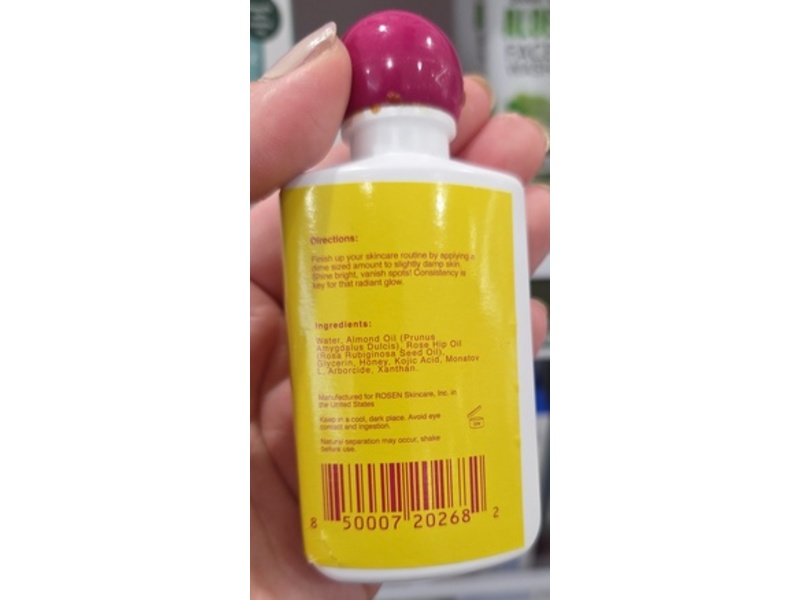 Directions:
Finish up your skincare routine by applying a
dime sized amount to slightly damp skin.
Shine bright, vanish spots! Consistency is
key for that radiant glow.
Ingredients:
Water, Almond Oil (Prunus
Amygdalus Dulcis), Rose Hip Oil
(Rosa Rubiginosa Seed Oil),
Glycerin, Honey, Kojic Acid, Monatov
L, Arborcide, Xanthan.
Manufactured for ROSEN Skincare, Inc. in
the United States
Keep in a cool, dark place. Avoid eye
contact and ingestion.
Natural separation may occur, shake
before use.
8 50007 20268 2